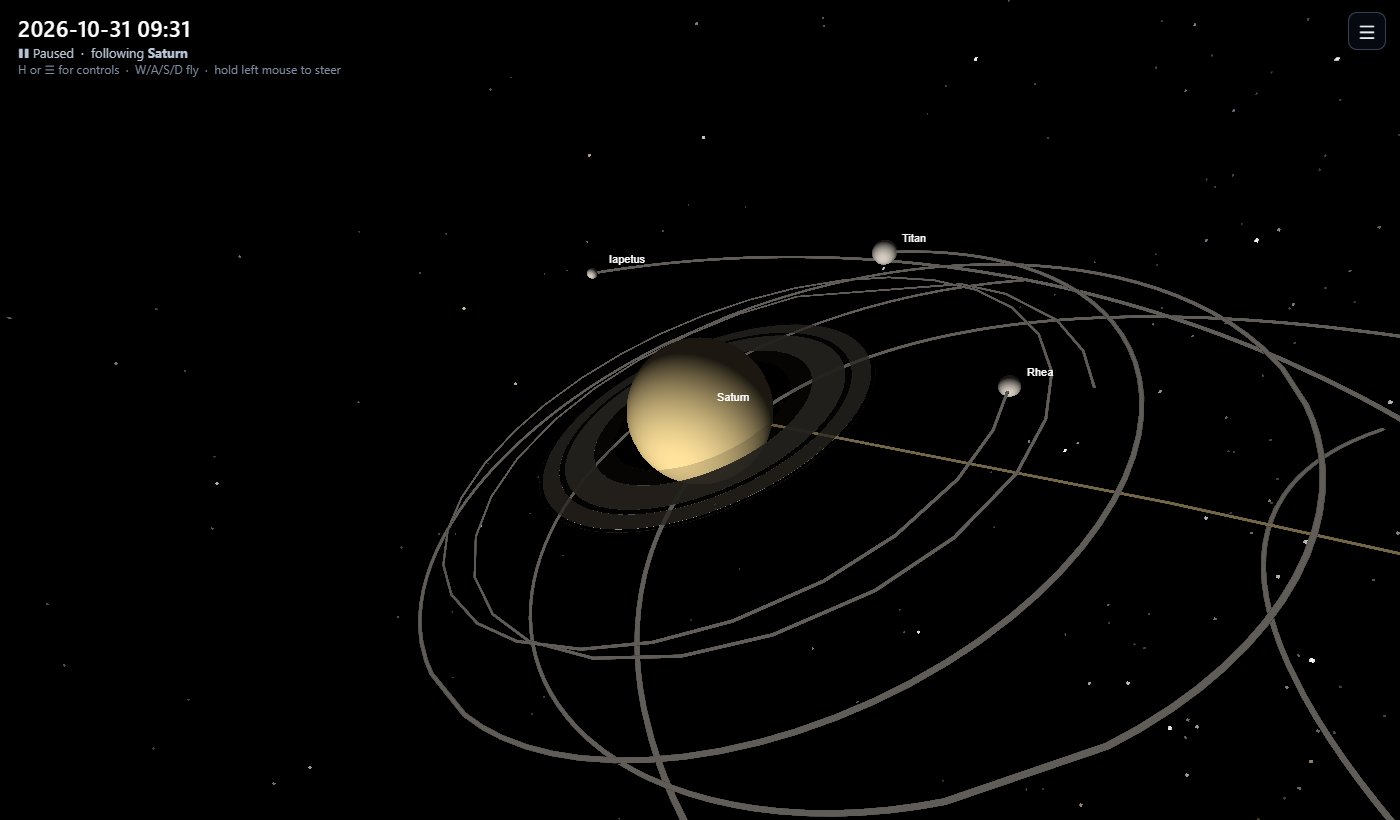 2026-10-31 09:31
Paused · following Saturn
H or ☰ for controls · W/A/S/D fly · hold left mouse to steer
Titan
Iapetus
Rhea
Saturn